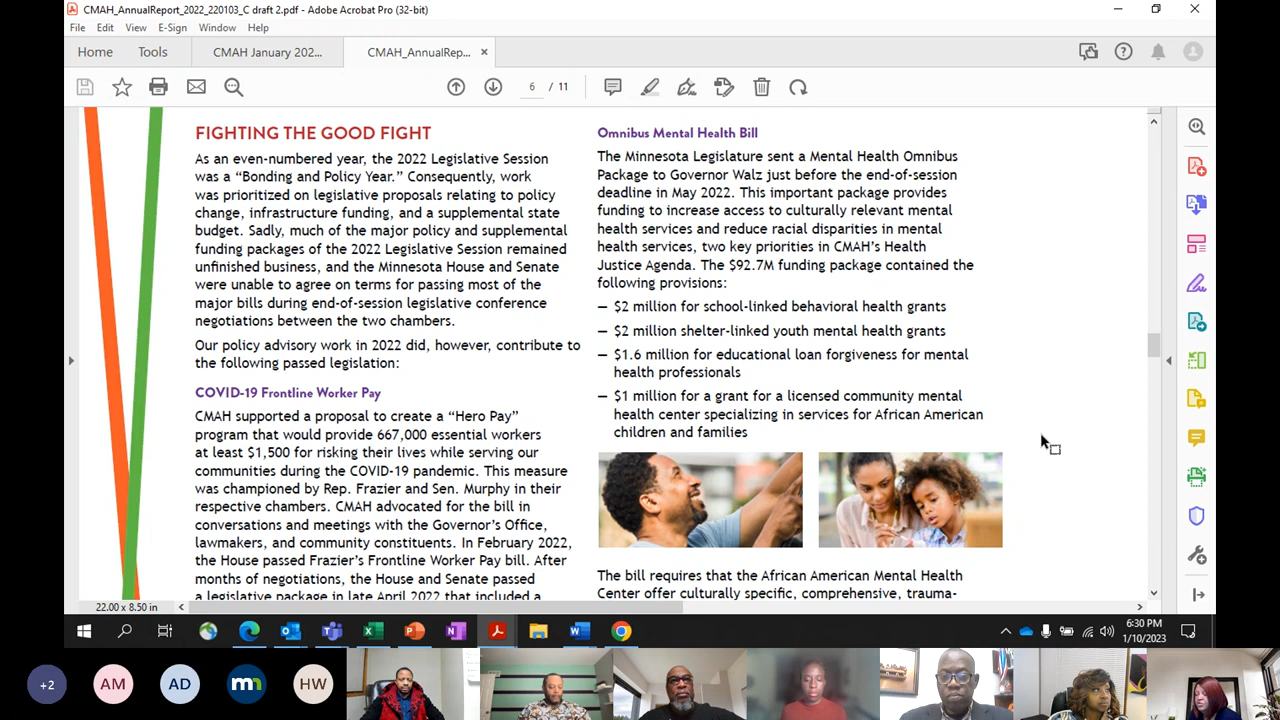 CMAH_AnnualReport_2022_220103_C draft 2.pdf - Adobe Acrobat Pro (32-bit)
File Edit View E-Sign Window Help
Home Tools CMAH January 202... CMAH_AnnualRep...
6 / 11
FIGHTING THE GOOD FIGHT
As an even-numbered year, the 2022 Legislative Session
was a “Bonding and Policy Year.” Consequently, work
was prioritized on legislative proposals relating to policy
change, infrastructure funding, and a supplemental state
budget. Sadly, much of the major policy and supplemental
funding packages of the 2022 Legislative Session remained
unfinished business, and the Minnesota House and Senate
were unable to agree on terms for passing most of the
major bills during end-of-session legislative conference
negotiations between the two chambers.
Our policy advisory work in 2022 did, however, contribute to
the following passed legislation:
COVID-19 Frontline Worker Pay
CMAH supported a proposal to create a “Hero Pay”
program that would provide 667,000 essential workers
at least $1,500 for risking their lives while serving our
communities during the COVID-19 pandemic. This measure
was championed by Rep. Frazier and Sen. Murphy in their
respective chambers. CMAH advocated for the bill in
conversations and meetings with the Governor’s Office,
lawmakers, and community constituents. In February 2022,
the House passed Frazier’s Frontline Worker Pay bill. After
months of negotiations, the House and Senate passed
a legislative package in late April 2022 that included a
Omnibus Mental Health Bill
The Minnesota Legislature sent a Mental Health Omnibus
Package to Governor Walz just before the end-of-session
deadline in May 2022. This important package provides
funding to increase access to culturally relevant mental
health services and reduce racial disparities in mental
health services, two key priorities in CMAH’s Health
Justice Agenda. The $92.7M funding package contained the
following provisions:
— $2 million for school-linked behavioral health grants
— $2 million shelter-linked youth mental health grants
— $1.6 million for educational loan forgiveness for mental
health professionals
— $1 million for a grant for a licensed community mental
health center specializing in services for African American
children and families
The bill requires that the African American Mental Health
Center offer culturally specific, comprehensive, trauma-
22.00 x 8.50 in
6:30 PM
1/10/2023
+2 AM AD mn HW